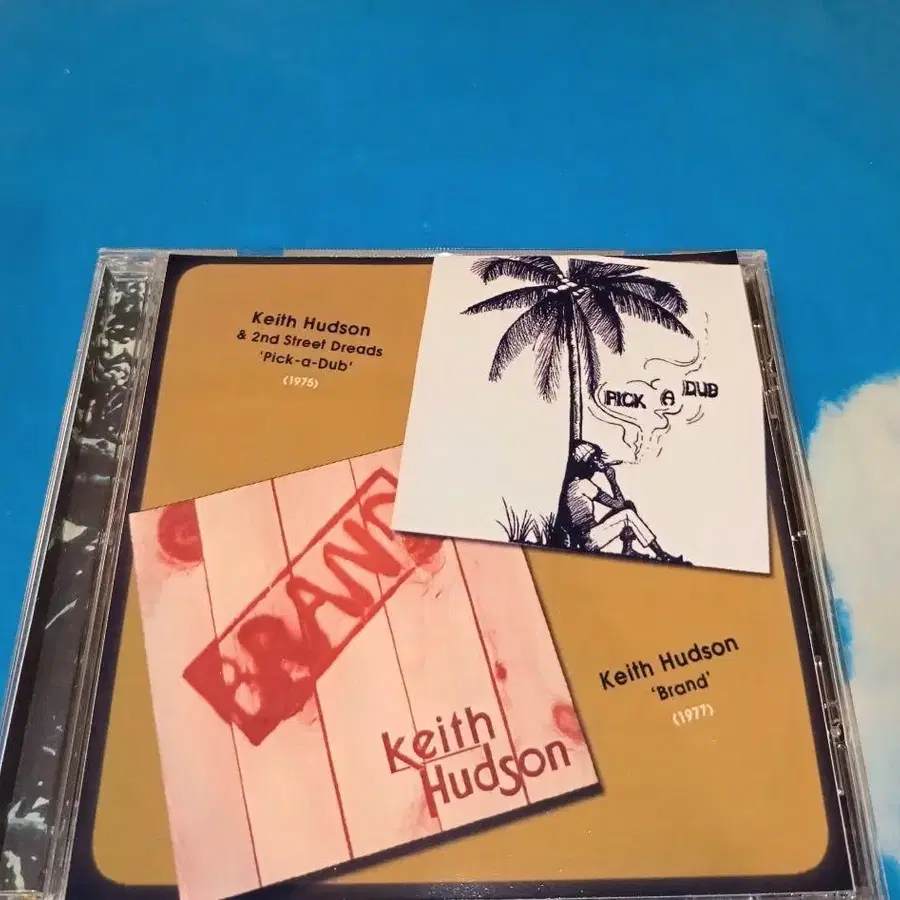 Keith Hudson
& 2nd Street Dreads
'Pick-a-Dub'
(1975)
PICK A DUB
BRAND
Keith
Hudson
Keith Hudson
'Brand'
(1977)